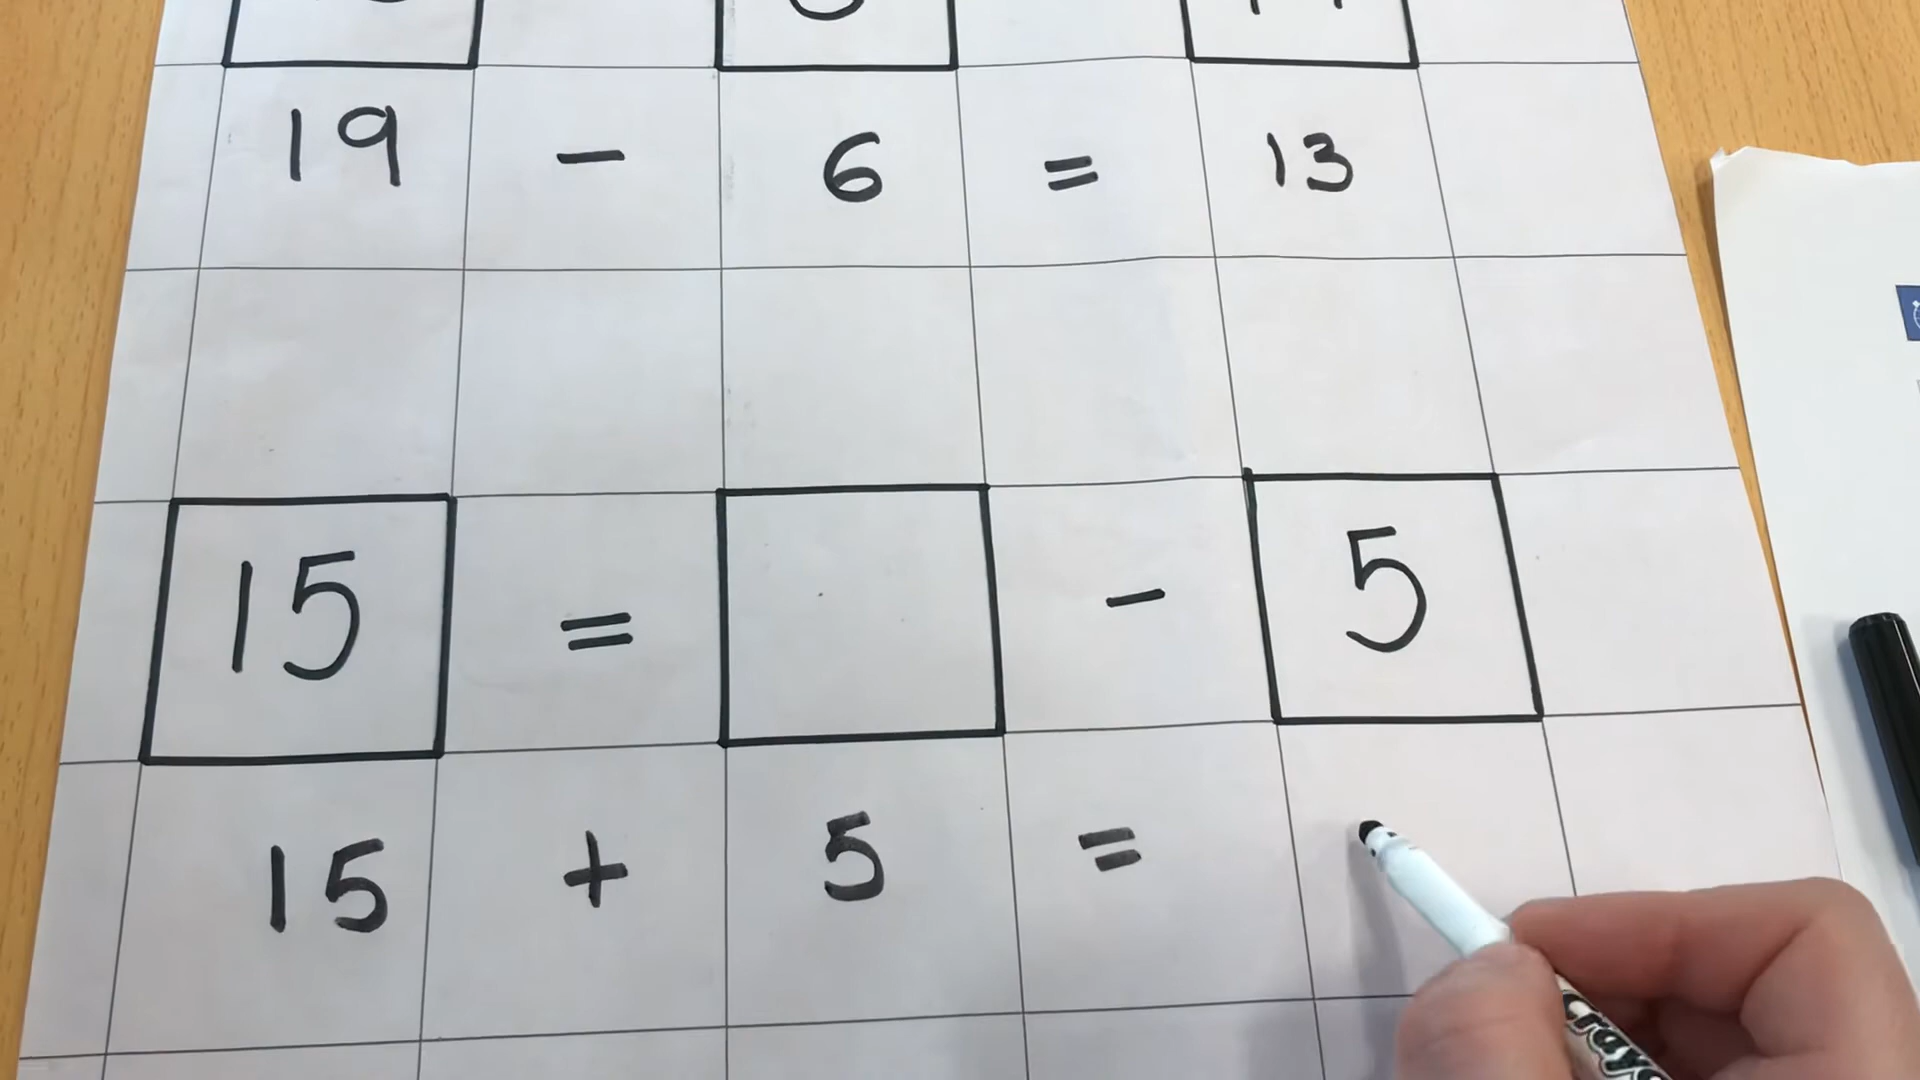 19 - 6 = 13
15 = - 5
15 + 5 =